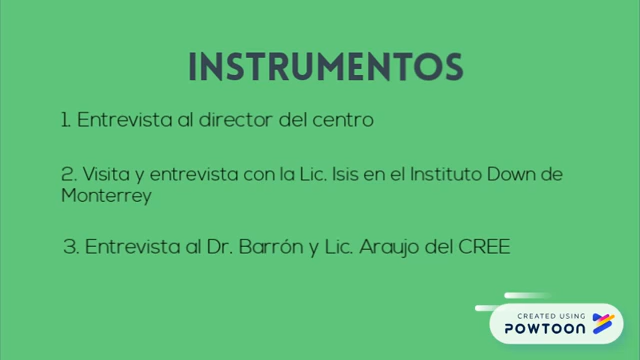 INSTRUMENTOS
1. Entrevista al director del centro
2. Visita y entrevista con la Lic. Isis en el Instituto Down de
Monterrey
3. Entrevista al Dr. Barrón y Lic. Araujo del CREE
CREATED USING
POWTOON